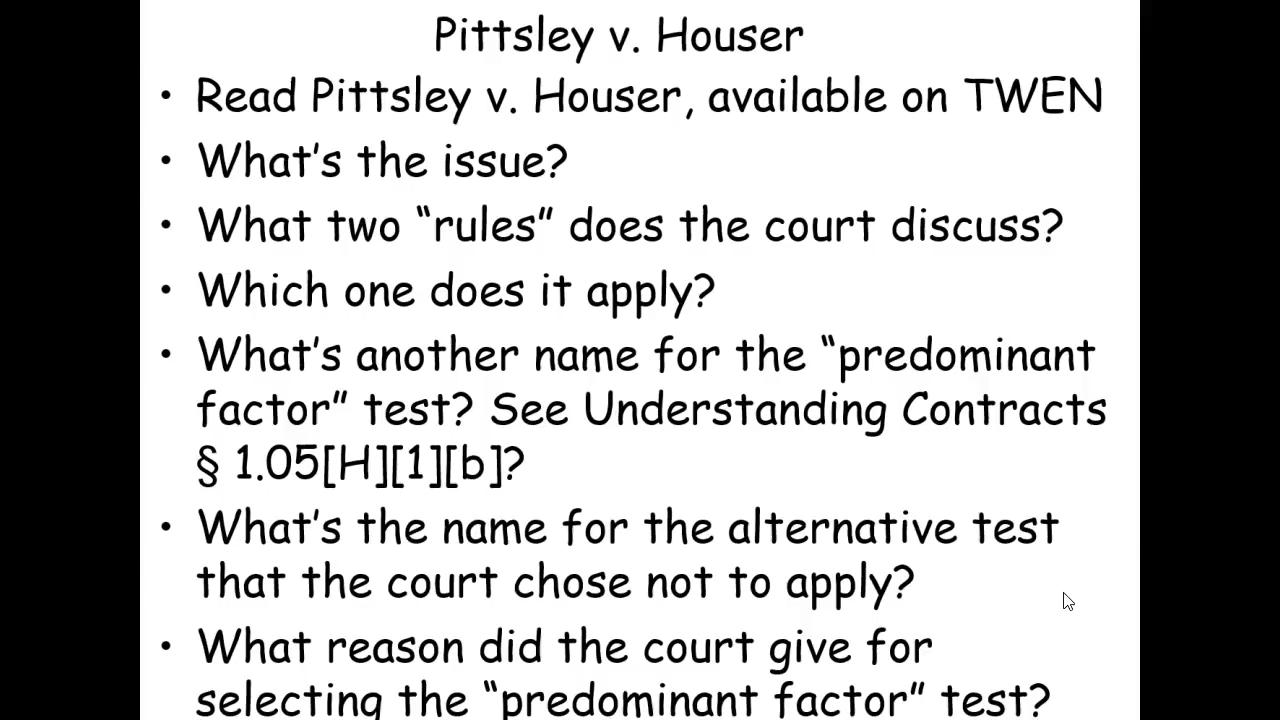 Pittsley v. Houser
• Read Pittsley v. Houser, available on TWEN
• What's the issue?
• What two “rules” does the court discuss?
• Which one does it apply?
• What's another name for the “predominant
factor” test? See Understanding Contracts
§ 1.05[H][1][b]?
• What's the name for the alternative test
that the court chose not to apply?
• What reason did the court give for
selecting the “predominant factor” test?